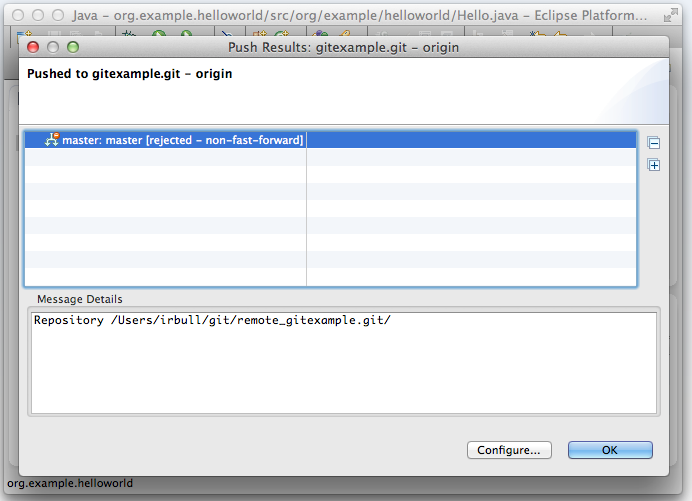 Java – org.example.helloworld/src/org/example/helloworld/Hello.java – Eclipse Platform...
Push Results: gitexample.git – origin
Pushed to gitexample.git – origin
master: master [rejected – non-fast-forward]
Message Details
Repository /Users/irbull/git/remote_gitexample.git/
Configure...
OK
org.example.helloworld